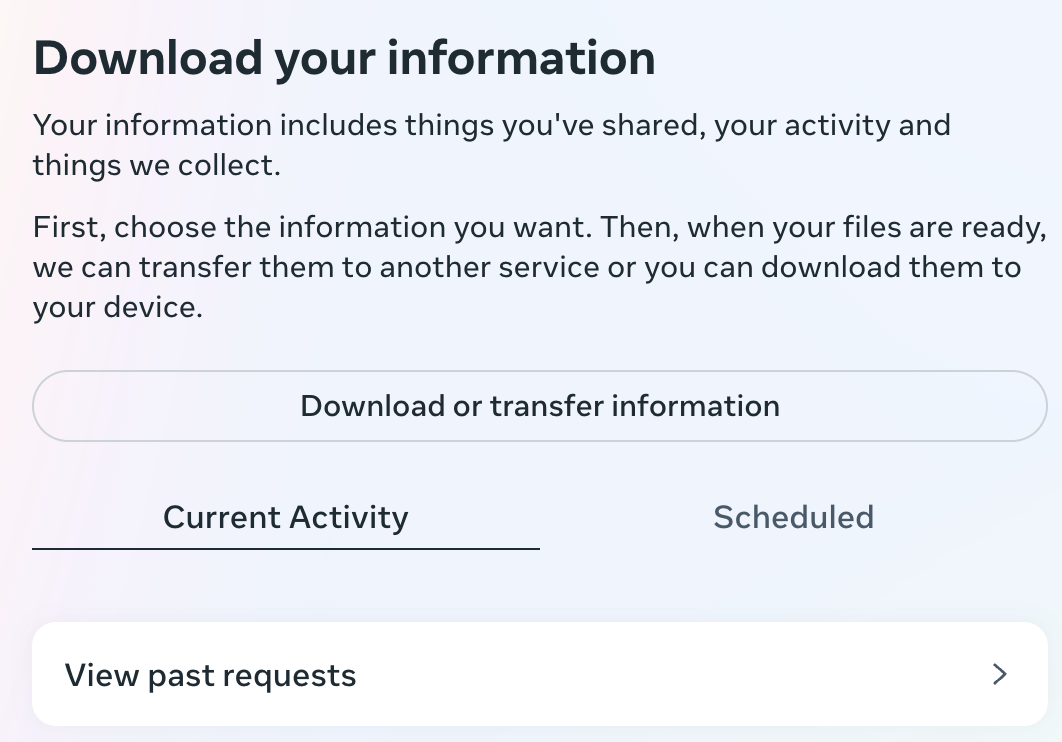 Download your information
Your information includes things you've shared, your activity and
things we collect.
First, choose the information you want. Then, when your files are ready,
we can transfer them to another service or you can download them to
your device.
Download or transfer information
Current Activity
Scheduled
View past requests